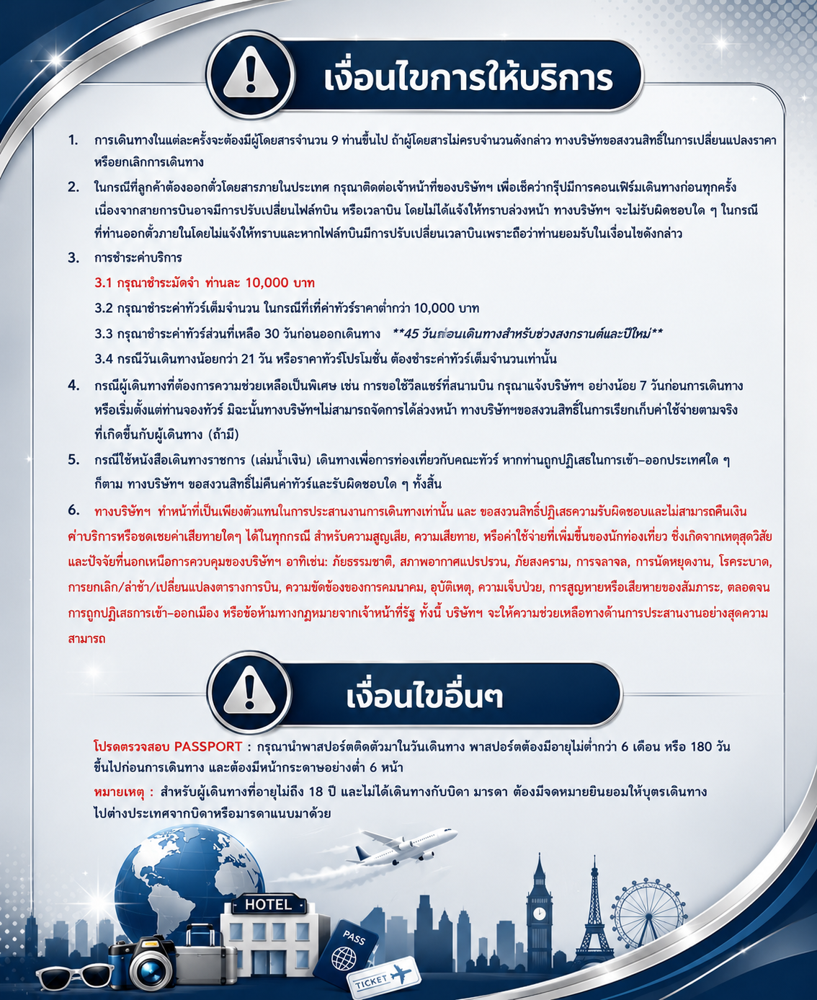 เงื่อนไขการให้บริการ
1. การเดินทางในแต่ละครั้งจะต้องมีผู้โดยสารจำนวน 9 ท่านขึ้นไป ถ้าผู้โดยสารไม่ครบจำนวนดังกล่าว ทางบริษัทขอสงวนสิทธิ์ในการเปลี่ยนแปลงราคา
หรือยกเลิกการเดินทาง
2. ในกรณีที่ลูกค้าต้องออกตั๋วโดยสารภายในประเทศ กรุณาติดต่อเจ้าหน้าที่ของบริษัทฯ เพื่อเช็คว่ากรุ๊ปมีการคอนเฟิร์มเดินทางก่อนทุกครั้ง
เนื่องจากสายการบินอาจมีการปรับเปลี่ยนไฟล์ทบิน หรือเวลาบิน โดยไม่ได้แจ้งให้ทราบล่วงหน้า ทางบริษัทฯ จะไม่รับผิดชอบใด ๆ ในกรณี
ที่ท่านออกตั๋วภายในโดยไม่แจ้งให้ทราบและหากไฟล์ทบินมีการปรับเปลี่ยนเวลาบินเพราะถือว่าท่านยอมรับในเงื่อนไขดังกล่าว
3. การชำระค่าบริการ
3.1 กรุณาชำระมัดจำ ท่านละ 10,000 บาท
3.2 กรุณาชำระค่าทัวร์เต็มจำนวน ในกรณีที่เที่ค่าทัวร์ราคาต่ำกว่า 10,000 บาท
3.3 กรุณาชำระค่าทัวร์ส่วนที่เหลือ 30 วันก่อนออกเดินทาง **45 วันก่อนเดินทางสำหรับช่วงสงกรานต์และปีใหม่**
3.4 กรณีวันเดินทางน้อยกว่า 21 วัน หรือราคาทัวร์โปรโมชั่น ต้องชำระค่าทัวร์เต็มจำนวนเท่านั้น
4. กรณีผู้เดินทางที่ต้องการความช่วยเหลือเป็นพิเศษ เช่น การขอใช้วีลแชร์ที่สนามบิน กรุณาแจ้งบริษัทฯ อย่างน้อย 7 วันก่อนการเดินทาง
หรือเริ่มตั้งแต่ท่านจองทัวร์ มิฉะนั้นทางบริษัทฯไม่สามารถจัดการได้ล่วงหน้า ทางบริษัทฯขอสงวนสิทธิ์ในการเรียกเก็บค่าใช้จ่ายตามจริง
ที่เกิดขึ้นกับผู้เดินทาง (ถ้ามี)
5. กรณีใช้หนังสือเดินทางราชการ (เล่มน้ำเงิน) เดินทางเพื่อการท่องเที่ยวกับคณะทัวร์ หากท่านถูกปฏิเสธในการเข้า-ออกประเทศใด ๆ
ก็ตาม ทางบริษัทฯ ขอสงวนสิทธิ์ไม่คืนค่าทัวร์และรับผิดชอบใด ๆ ทั้งสิ้น
6. ทางบริษัทฯ ทำหน้าที่เป็นเพียงตัวแทนในการประสานงานการเดินทางเท่านั้น และ ขอสงวนสิทธิ์ปฏิเสธความรับผิดชอบและไม่สามารถคืนเงิน
ค่าบริการหรือชดเชยค่าเสียหายใดๆ ได้ในทุกกรณี สำหรับความสูญเสีย, ความเสียหาย, หรือค่าใช้จ่ายที่เพิ่มขึ้นของนักท่องเที่ยว ซึ่งเกิดจากเหตุสุดวิสัย
และปัจจัยที่นอกเหนือการควบคุมของบริษัทฯ อาทิเช่น: ภัยธรรมชาติ, สภาพอากาศแปรปรวน, ภัยสงคราม, การจลาจล, การนัดหยุดงาน, โรคระบาด,
การยกเลิก/ล่าช้า/เปลี่ยนแปลงตารางการบิน, ความขัดข้องของการคมนาคม, อุบัติเหตุ, ความเจ็บป่วย, การสูญหายหรือเสียหายของสัมภาระ, ตลอดจน
การถูกปฏิเสธการเข้า-ออกเมือง หรือข้อห้ามทางกฎหมายจากเจ้าหน้าที่รัฐ ทั้งนี้ บริษัทฯ จะให้ความช่วยเหลือทางด้านการประสานงานอย่างสุดความ
สามารถ
เงื่อนไขอื่นๆ
โปรดตรวจสอบ PASSPORT : กรุณานำพาสปอร์ตติดตัวมาในวันเดินทาง พาสปอร์ตต้องมีอายุไม่ต่ำกว่า 6 เดือน หรือ 180 วัน
ขึ้นไปก่อนการเดินทาง และต้องมีหน้ากระดาษอย่างต่ำ 6 หน้า
หมายเหตุ : สำหรับผู้เดินทางที่อายุไม่ถึง 18 ปี และไม่ได้เดินทางกับบิดา มารดา ต้องมีจดหมายยินยอมให้บุตรเดินทาง
ไปต่างประเทศจากบิดาหรือมารดาแนบมาด้วย
HOTEL
PASS
TICKET